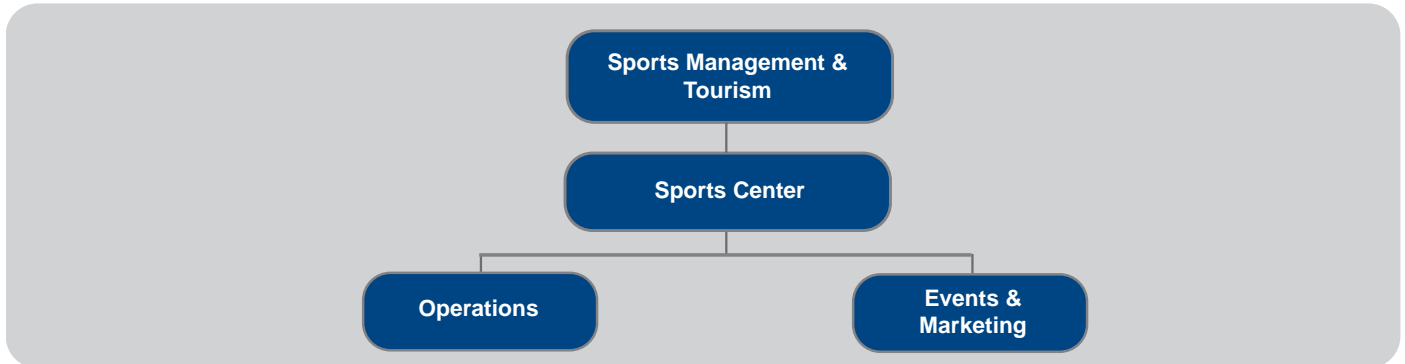 Sports Management &
Tourism
Sports Center
Operations
Events &
Marketing